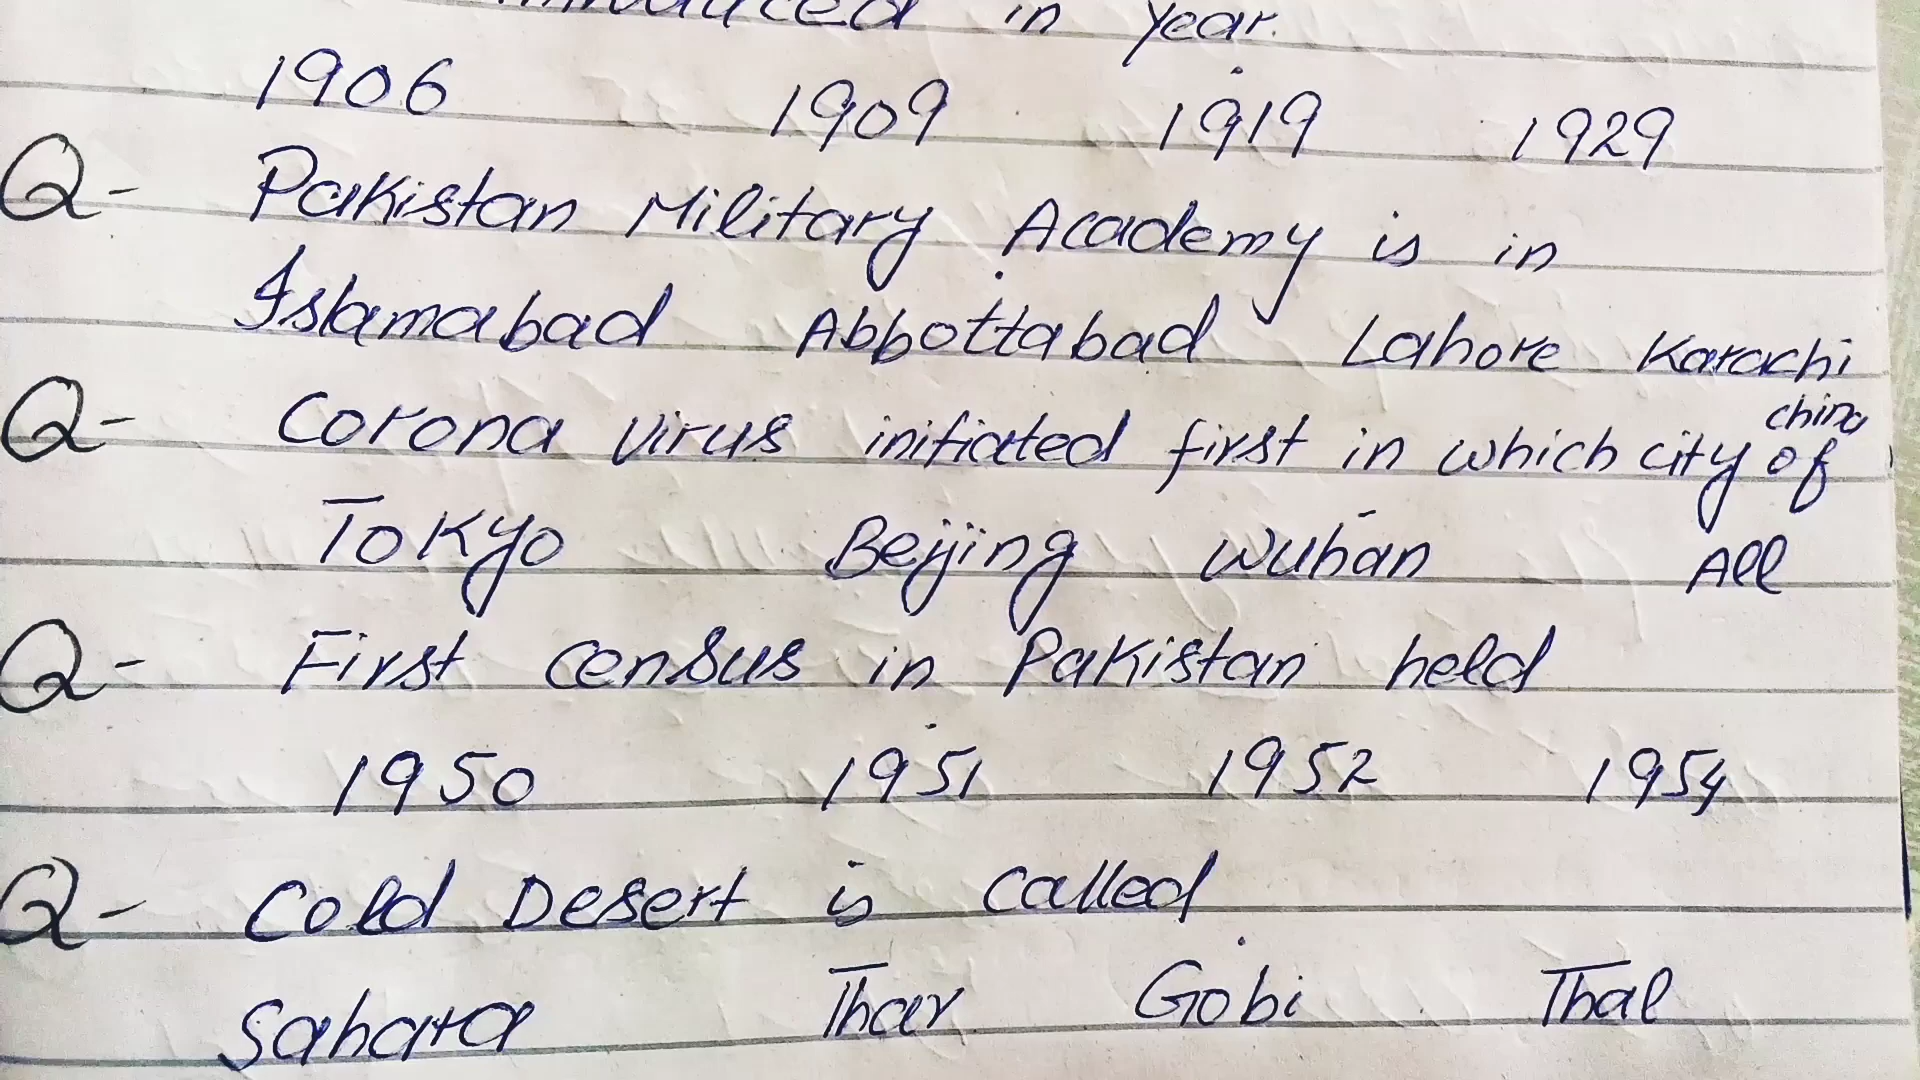 in year.
1906 1909 1919 1929
Q- Pakistan Military Academy is in
Islamabad Abbottabad Lahore Karachi
Q- Corona virus initiated first in which city of china
Tokyo Beijing Wuhan All
Q- First census in Pakistan held
1950 1951 1952 1954
Q- Cold Desert is called
Sahara Thar Gobi Thal